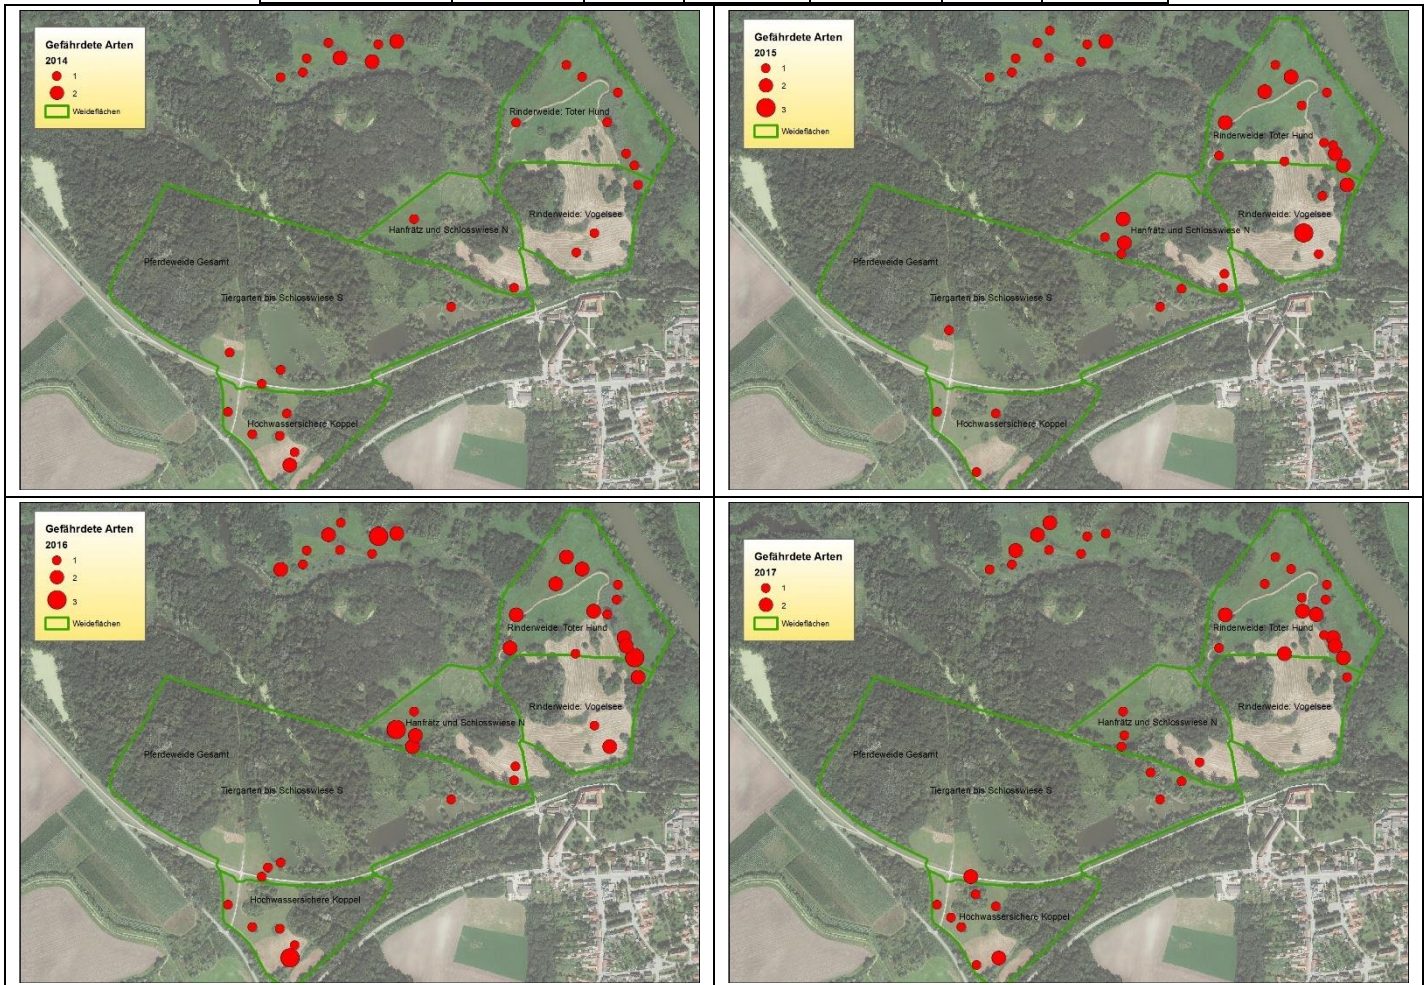 Gefährdete Arten
2014
1
2
Weideflächen
Rinderweide: Toter Hund
Rinderweide: Vogelsee
Hanfrätz und Schlosswiese N
Pferdeweide Gesamt
Tiergarten bis Schlosswiese S
Hochwassersichere Koppel
Gefährdete Arten
2015
1
2
3
Weideflächen
Rinderweide: Toter Hund
Rinderweide: Vogelsee
Hanfrätz und Schlosswiese N
Pferdeweide Gesamt
Tiergarten bis Schlosswiese S
Hochwassersichere Koppel
Gefährdete Arten
2016
1
2
3
Weideflächen
Rinderweide: Toter Hund
Rinderweide: Vogelsee
Hanfrätz und Schlosswiese N
Pferdeweide Gesamt
Tiergarten bis Schlosswiese S
Hochwassersichere Koppel
Gefährdete Arten
2017
1
2
Weideflächen
Rinderweide: Toter Hund
Rinderweide: Vogelsee
Hanfrätz und Schlosswiese N
Pferdeweide Gesamt
Tiergarten bis Schlosswiese S
Hochwassersichere Koppel